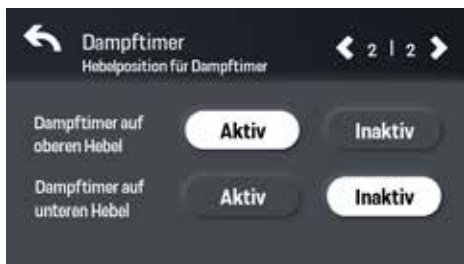 Dampftimer
Hebelposition für Dampftimer
2 | 2
Dampftimer auf
oberen Hebel
Aktiv
Inaktiv
Dampftimer auf
unteren Hebel
Aktiv
Inaktiv